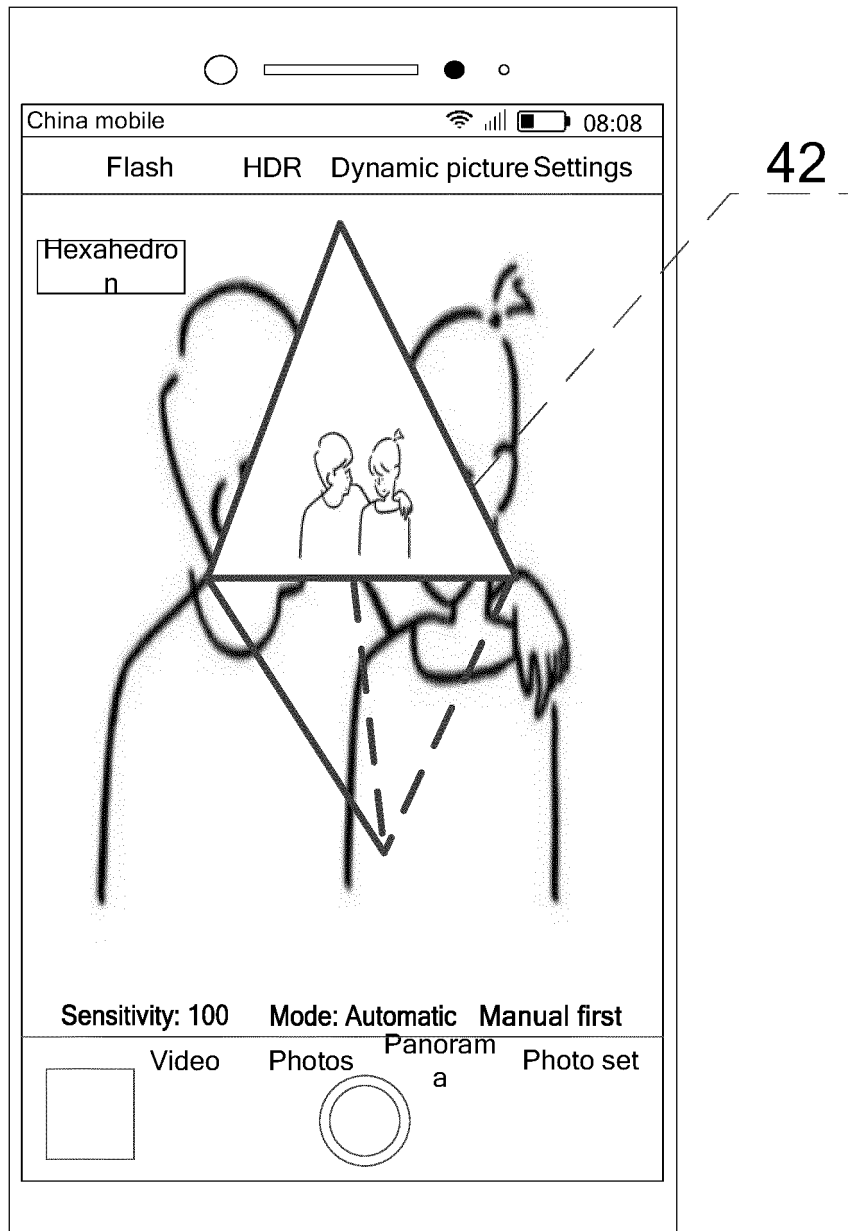 China mobile 08:08
Flash HDR Dynamic picture Settings
42
Hexahedro
n
Sensitivity: 100 Mode: Automatic Manual first
Video Photos Panoram
a
Photo set